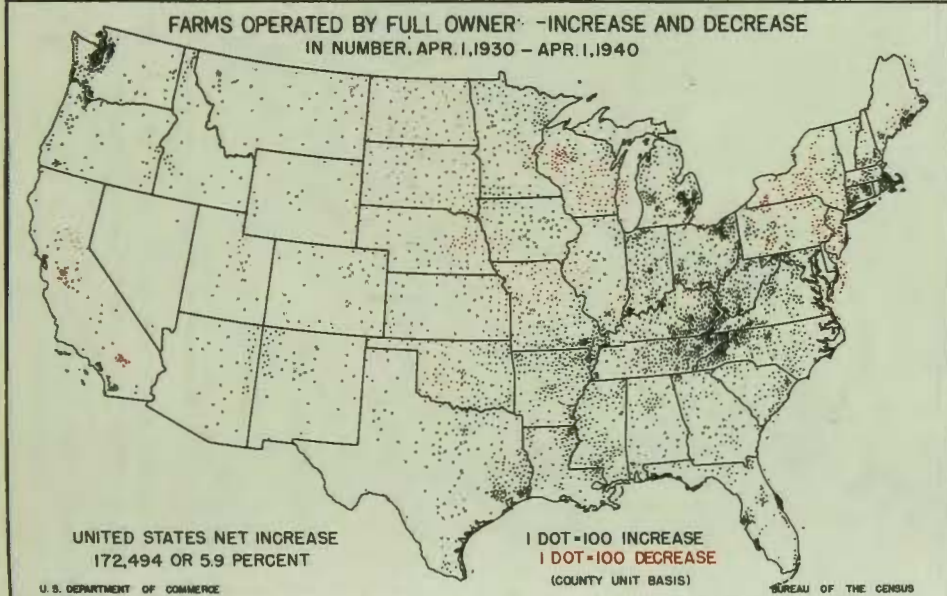 FARMS OPERATED BY FULL OWNER - INCREASE AND DECREASE
IN NUMBER, APR. 1, 1930 – APR. 1, 1940
UNITED STATES NET INCREASE
172,494 OR 5.9 PERCENT
1 DOT=100 INCREASE
1 DOT=100 DECREASE
(COUNTY UNIT BASIS)
U. S. DEPARTMENT OF COMMERCE
BUREAU OF THE CENSUS